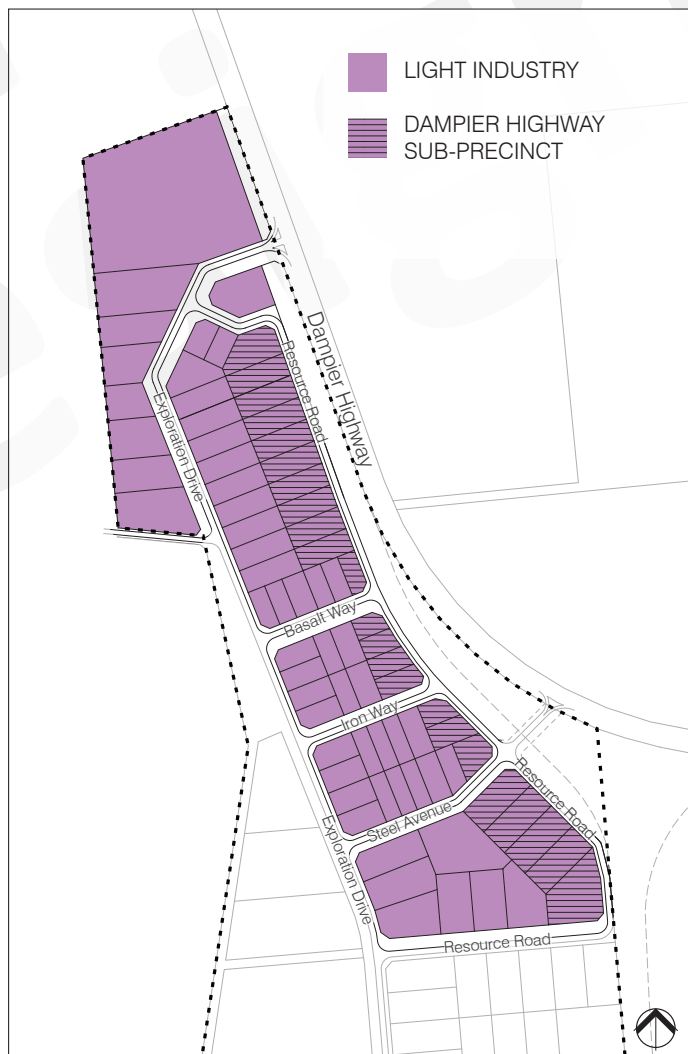 LIGHT INDUSTRY
DAMPIER HIGHWAY
SUB-PRECINCT
Dampier Highway
Resource Road
Exploration Drive
Basalt Way
Iron Way
Resource Road
Steel Avenue
Exploration Drive
Resource Road